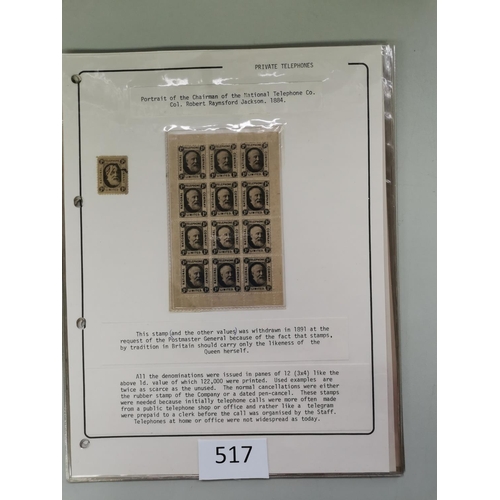 PRIVATE TELEPHONES
Portrait of the Chairman of the National Telephone Co.
Col. Robert Raynsford Jackson, 1884.
This stamp (and the other values) was withdrawn in 1891 at the
request of the Postmaster General because of the fact that stamps,
by tradition in Britain should carry only the likeness of the
Queen herself.
All the denominations were issued in panes of 12 (3x4) like the
above 1d. value of which 122,000 were printed. Used examples are
twice as scarce as the unused. The normal cancellations were either
the rubber stamp of the Company or a dated pen-cancel. These stamps
were needed because initially telephone calls were more often made
from a public telephone shop or office and rather like a telegram
were prepaid to a clerk before the call was organised by the Staff.
Telephones at home or office were not widespread as today.
517